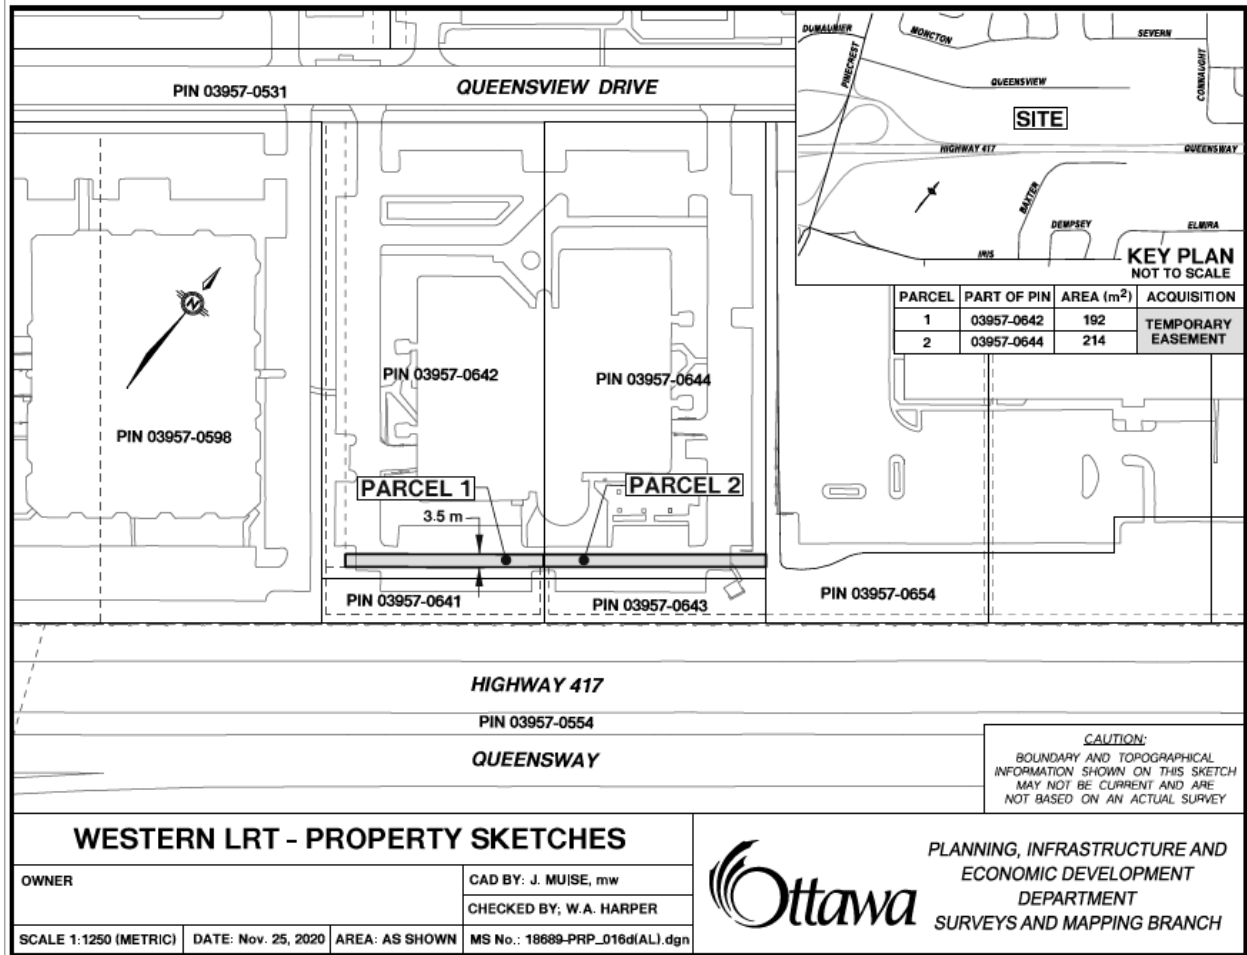 PIN 03957-0531
QUEENSVIEW DRIVE
DUMAURIER
MONCTON
SEVERN
PINECREST
CONNAUGHT
QUEENSVIEW
SITE
HIGHWAY 417
QUEENSWAY
BAXTER
DEMPSEY
ELMIRA
IRIS
KEY PLAN
NOT TO SCALE
PARCEL PART OF PIN AREA (m²) ACQUISITION
1 03957-0642 192 TEMPORARY
2 03957-0644 214 EASEMENT
N
PIN 03957-0642
PIN 03957-0644
PIN 03957-0598
PARCEL 1
PARCEL 2
3.5 m
PIN 03957-0641
PIN 03957-0643
PIN 03957-0654
HIGHWAY 417
PIN 03957-0554
QUEENSWAY
CAUTION:
BOUNDARY AND TOPOGRAPHICAL
INFORMATION SHOWN ON THIS SKETCH
MAY NOT BE CURRENT AND ARE
NOT BASED ON AN ACTUAL SURVEY
WESTERN LRT - PROPERTY SKETCHES
OWNER
CAD BY: J. MUISE, mw
CHECKED BY: W.A. HARPER
SCALE 1:1250 (METRIC) DATE: Nov. 25, 2020 AREA: AS SHOWN MS No.: 18689-PRP_016d(AL).dgn
Ottawa
PLANNING, INFRASTRUCTURE AND
ECONOMIC DEVELOPMENT
DEPARTMENT
SURVEYS AND MAPPING BRANCH